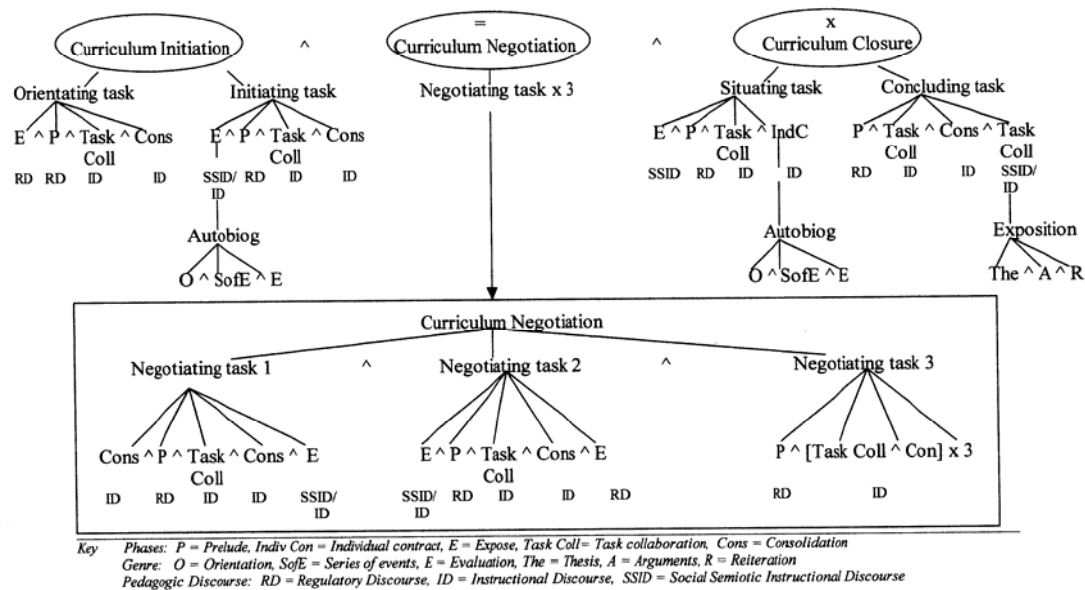 = x
Curriculum Initiation ^ Curriculum Negotiation ^ Curriculum Closure
Orientating task Initiating task Negotiating task x 3 Situating task Concluding task
E ^ P ^ Task ^ Cons E ^ P ^ Task ^ Cons E ^ P ^ Task ^ IndC P ^ Task ^ Cons ^ Task
Coll Coll Coll Coll Coll
RD RD ID ID SSID/ RD ID ID SSID RD ID ID RD ID ID SSID/
ID ID
Autobiog Autobiog Exposition
O ^ SofE ^ E O ^ SofE ^ E The ^ A ^ R
Curriculum Negotiation
Negotiating task 1 ^ Negotiating task 2 ^ Negotiating task 3
Cons ^ P ^ Task ^ Cons ^ E E ^ P ^ Task ^ Cons ^ E P ^ [Task Coll ^ Con] x 3
Coll Coll
ID RD ID ID SSID/ SSID/ RD ID ID RD RD ID
ID ID
Key Phases: P = Prelude, Indiv Con = Individual contract, E = Expose, Task Coll= Task collaboration, Cons = Consolidation
Genre: O = Orientation, SofE = Series of events, E = Evaluation, The = Thesis, A = Arguments, R = Reiteration
Pedagogic Discourse: RD = Regulatory Discourse, ID = Instructional Discourse, SSID = Social Semiotic Instructional Discourse